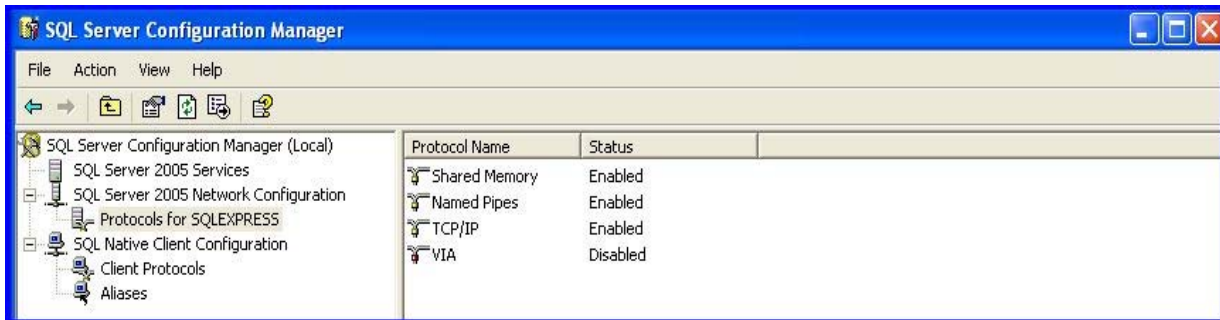 SQL Server Configuration Manager
File Action View Help
SQL Server Configuration Manager (Local)
SQL Server 2005 Services
SQL Server 2005 Network Configuration
Protocols for SQLEXPRESS
SQL Native Client Configuration
Client Protocols
Aliases
Protocol Name Status
Shared Memory Enabled
Named Pipes Enabled
TCP/IP Enabled
VIA Disabled